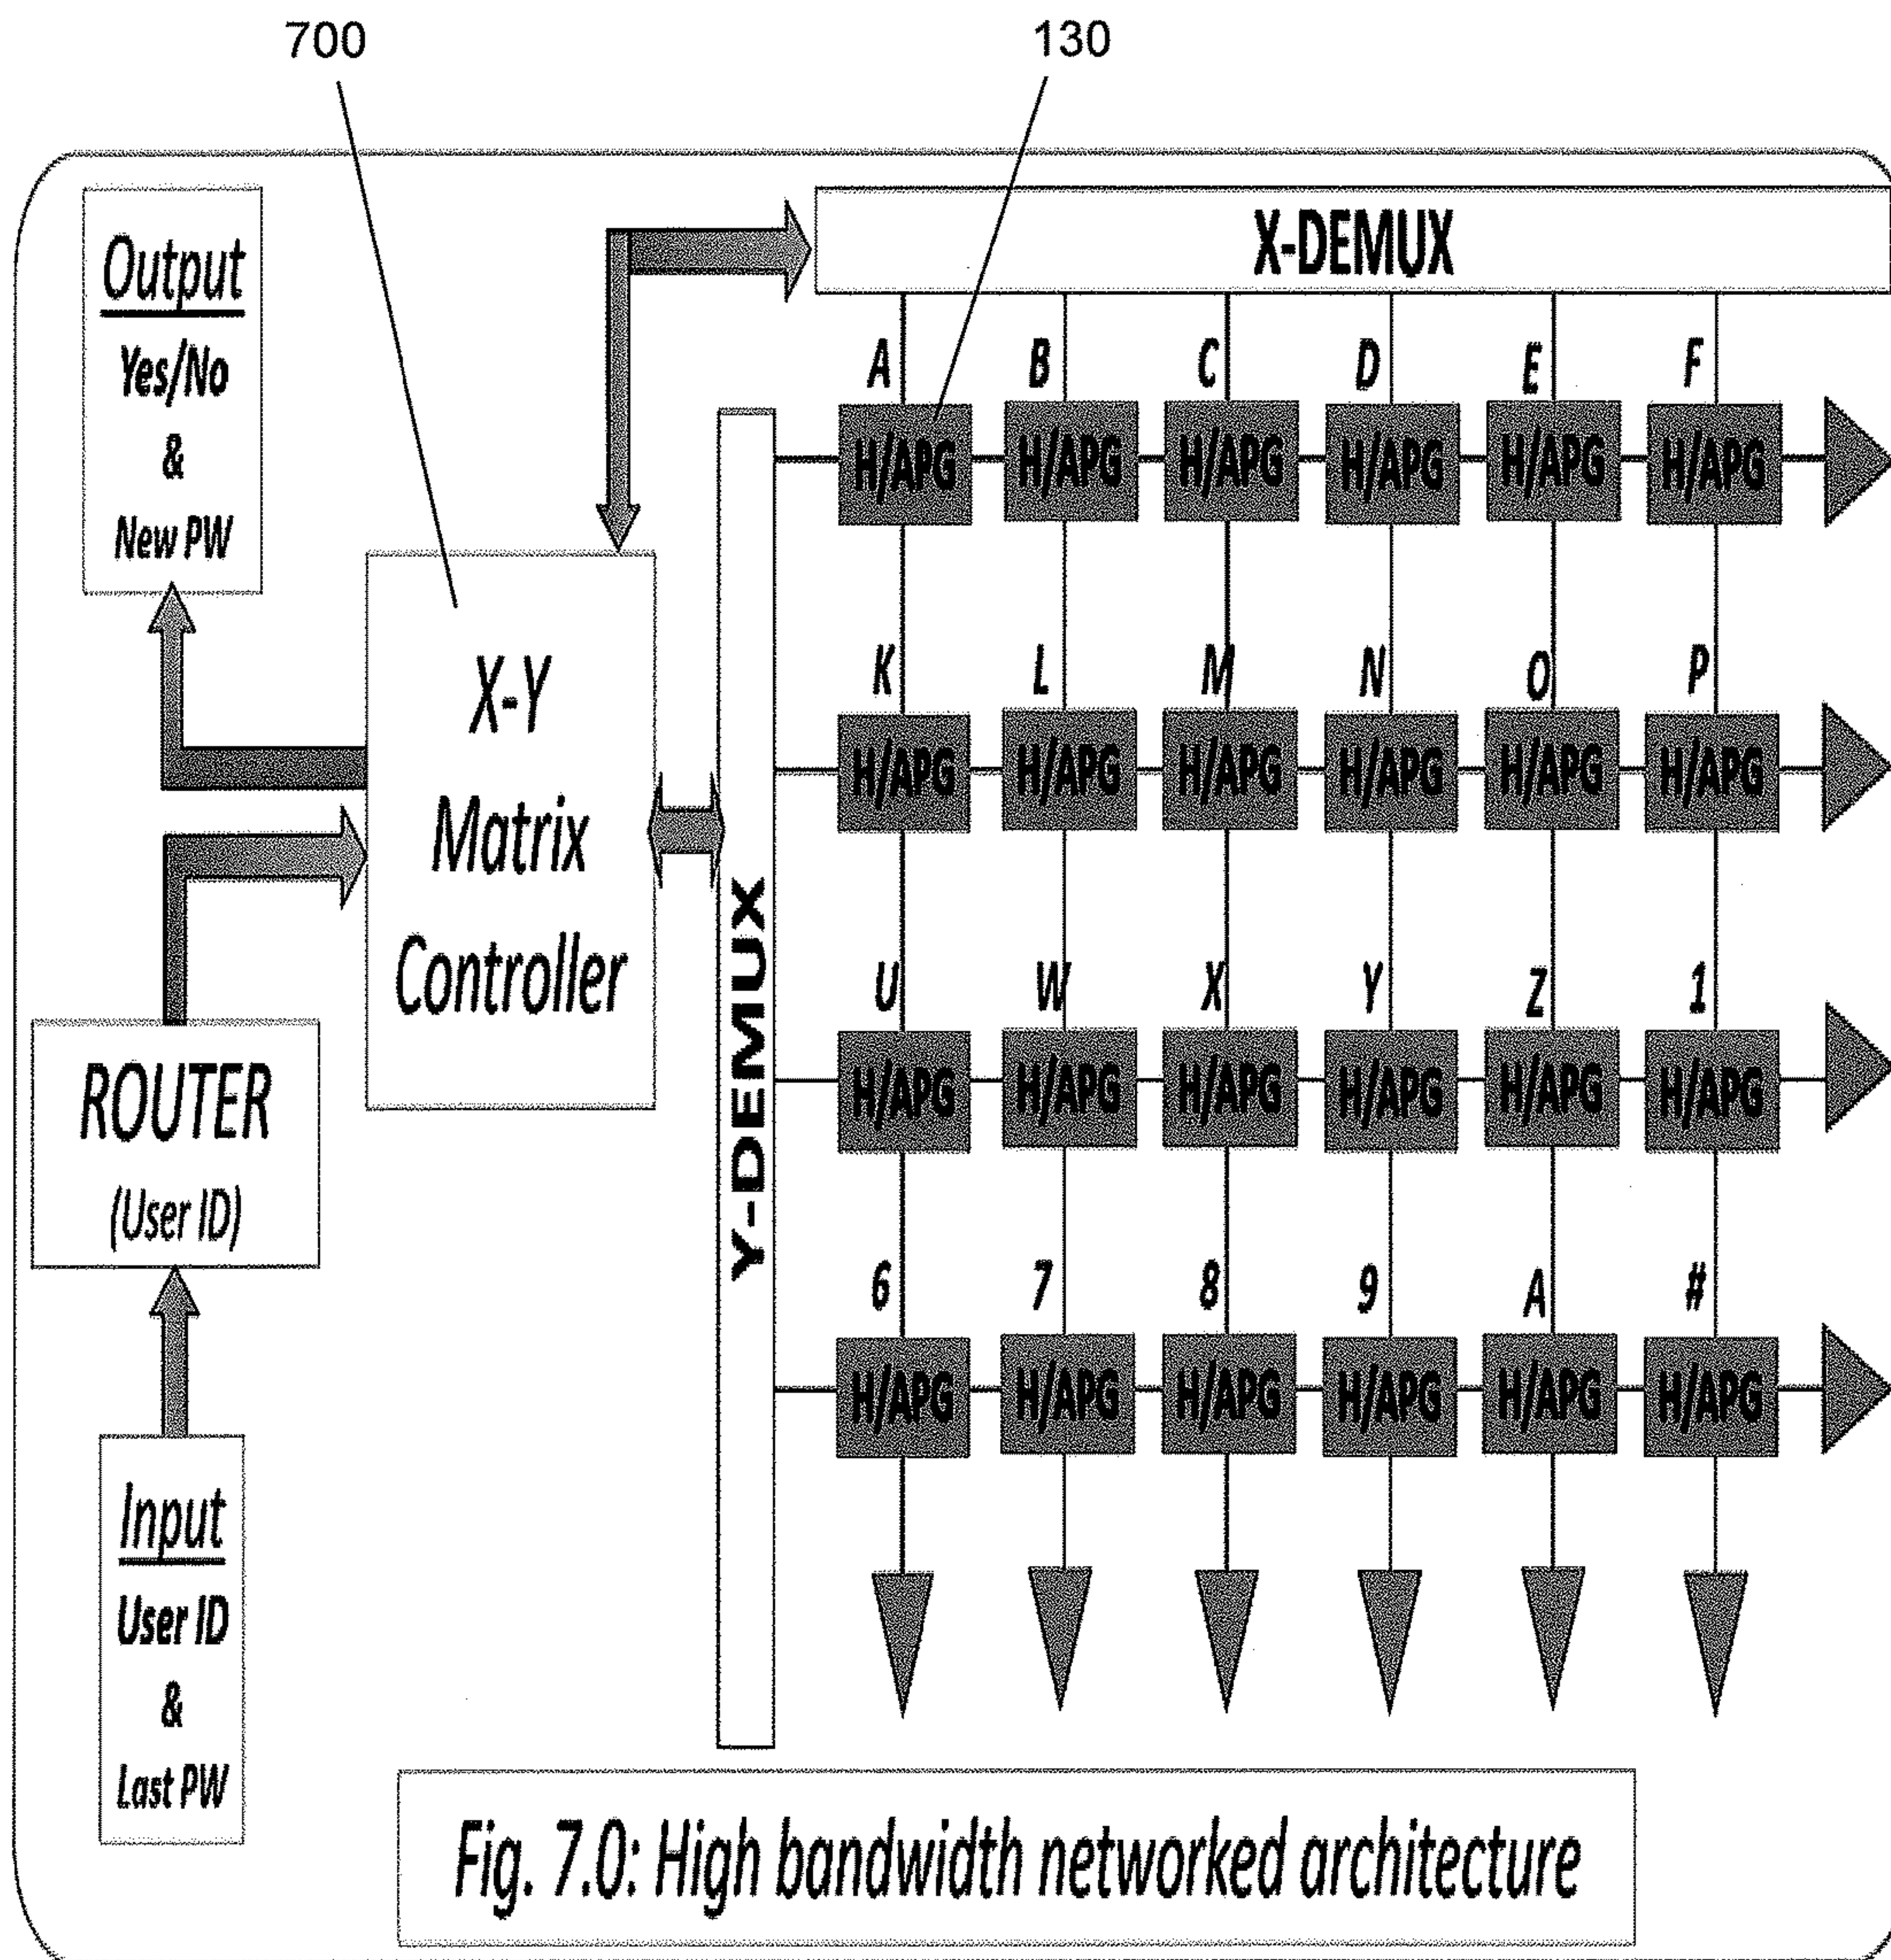 700
130
Output
Yes/No
&
New PW
X-DEMUX
A B C D E F
H/APG H/APG H/APG H/APG H/APG H/APG
X-Y
Matrix
Controller
K L M N O P
H/APG H/APG H/APG H/APG H/APG H/APG
Y-DEMUX
U W X Y Z 1
H/APG H/APG H/APG H/APG H/APG H/APG
ROUTER
(User ID)
6 7 8 9 A #
H/APG H/APG H/APG H/APG H/APG H/APG
Input
User ID
&
Last PW
Fig. 7.0: High bandwidth networked architecture